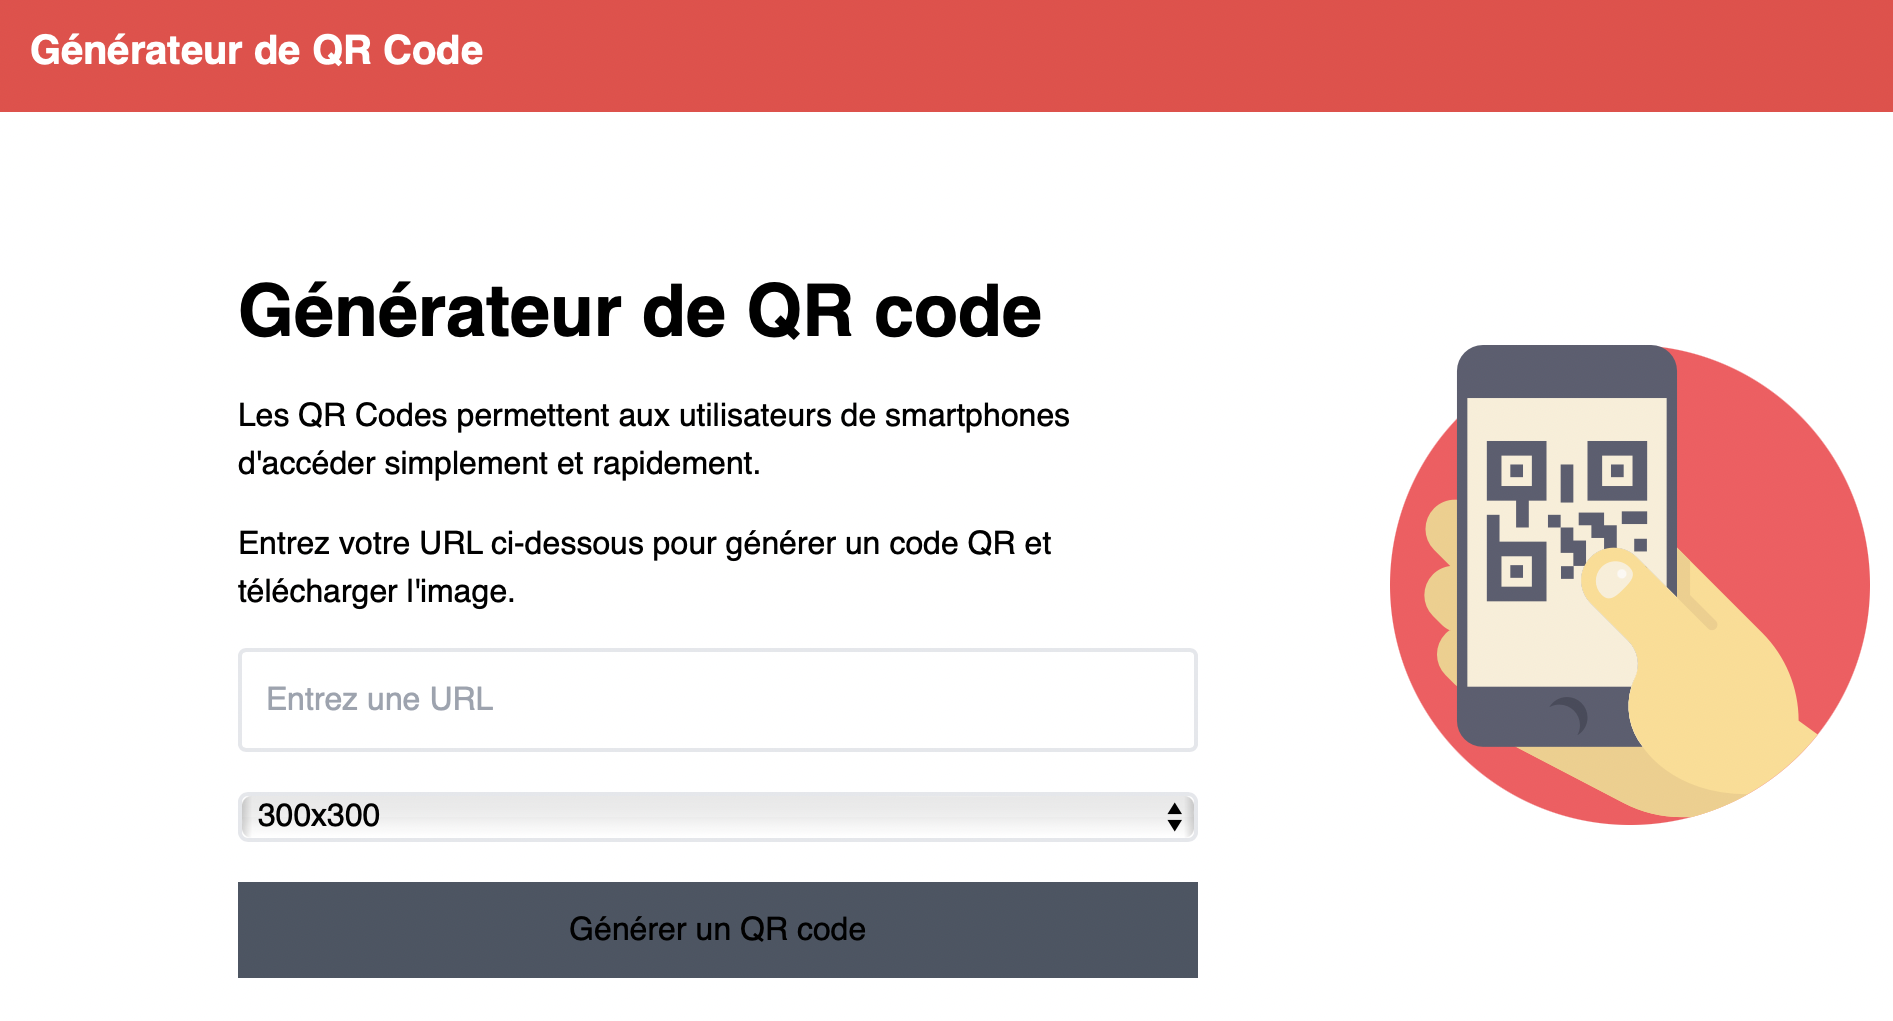 Générateur de QR Code
Générateur de QR code
Les QR Codes permettent aux utilisateurs de smartphones
d'accéder simplement et rapidement.
Entrez votre URL ci-dessous pour générer un code QR et
télécharger l'image.
Entrez une URL
300x300
Générer un QR code